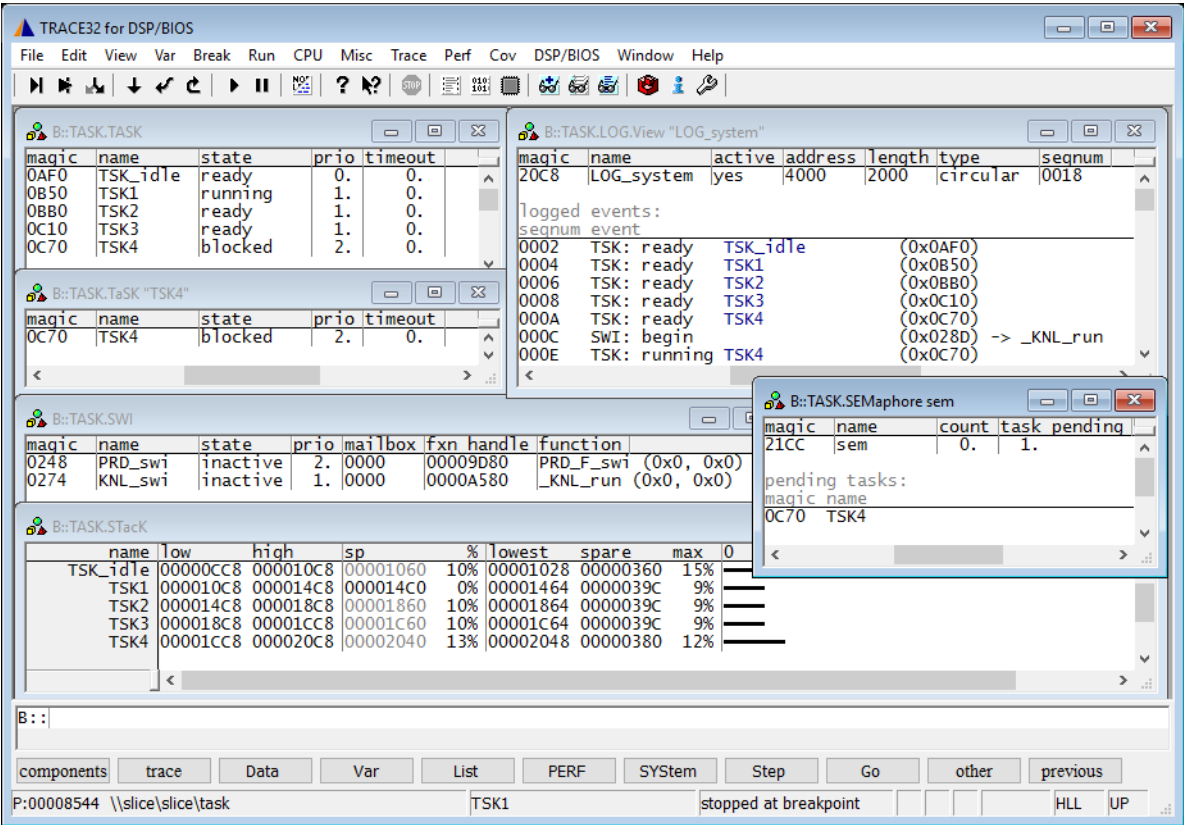 TRACE32 for DSP/BIOS
File Edit View Var Break Run CPU Misc Trace Perf Cov DSP/BIOS Window Help
B::TASK.TASK
magic name state prio timeout
0AF0 TSK_idle ready 0. 0.
0B50 TSK1 running 1. 0.
0BB0 TSK2 ready 1. 0.
0C10 TSK3 ready 1. 0.
0C70 TSK4 blocked 2. 0.
B::TASK.TaSK "TSK4"
magic name state prio timeout
0C70 TSK4 blocked 2. 0.
B::TASK.LOG.View "LOG_system"
magic name active address length type seqnum
20C8 LOG_system yes 4000 2000 circular 0018
logged events:
seqnum event
0002 TSK: ready TSK_idle (0x0AF0)
0004 TSK: ready TSK1 (0x0B50)
0006 TSK: ready TSK2 (0x0BB0)
0008 TSK: ready TSK3 (0x0C10)
000A TSK: ready TSK4 (0x0C70)
000C SWI: begin (0x028D) -> _KNL_run
000E TSK: running TSK4 (0x0C70)
B::TASK.SWI
magic name state prio mailbox fxn handle function
0248 PRD_swi inactive 2. 0000 00009D80 PRD_F_swi (0x0, 0x0)
0274 KNL_swi inactive 1. 0000 0000A580 _KNL_run (0x0, 0x0)
B::TASK.SEMaphore sem
magic name count task pending
21CC sem 0. 1.
pending tasks:
magic name
0C70 TSK4
B::TASK.STacK
name low high sp % lowest spare max 0
TSK_idle 00000CC8 000010C8 00001060 10% 00001028 00000360 15%
TSK1 000010C8 000014C8 000014C0 0% 00001464 0000039C 9%
TSK2 000014C8 000018C8 00001860 10% 00001864 0000039C 9%
TSK3 000018C8 00001CC8 00001C60 10% 00001C64 0000039C 9%
TSK4 00001CC8 000020C8 00002040 13% 00002048 00000380 12%
B::
components trace Data Var List PERF SYStem Step Go other previous
P:00008544 \\slice\slice\task TSK1 stopped at breakpoint HLL UP